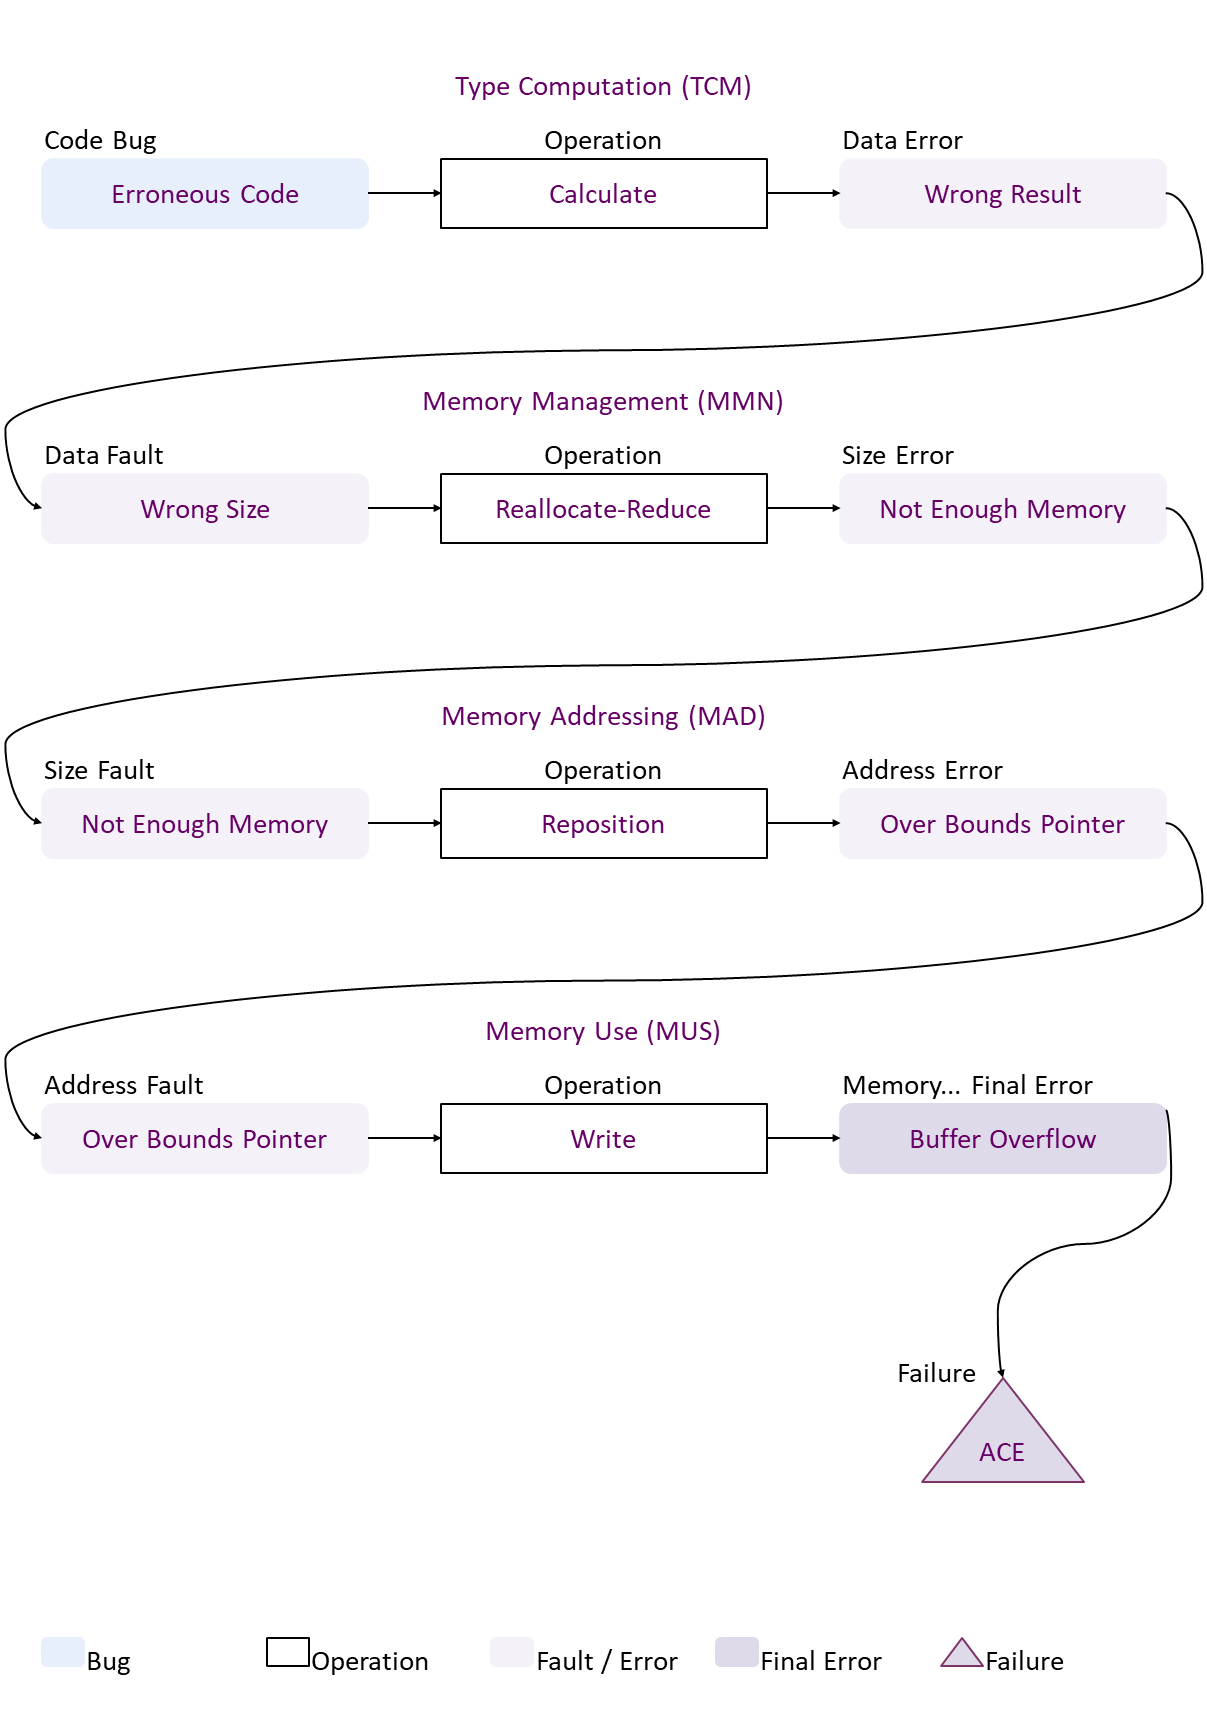 Type Computation (TCM)
Code Bug
Operation
Data Error
Erroneous Code
Calculate
Wrong Result
Memory Management (MMN)
Data Fault
Operation
Size Error
Wrong Size
Reallocate-Reduce
Not Enough Memory
Memory Addressing (MAD)
Size Fault
Operation
Address Error
Not Enough Memory
Reposition
Over Bounds Pointer
Memory Use (MUS)
Address Fault
Operation
Memory... Final Error
Over Bounds Pointer
Write
Buffer Overflow
Failure
ACE
Bug
Operation
Fault / Error
Final Error
Failure